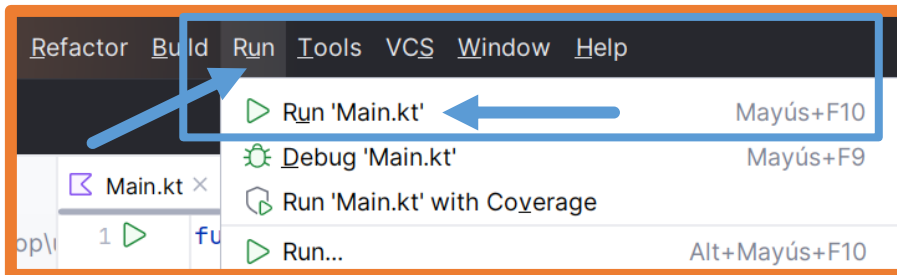 Refactor Build Run Tools VCS Window Help
Run 'Main.kt' Mayús+F10
Debug 'Main.kt' Mayús+F9
Main.kt
Run 'Main.kt' with Coverage
1 fu
Run... Alt+Mayús+F10